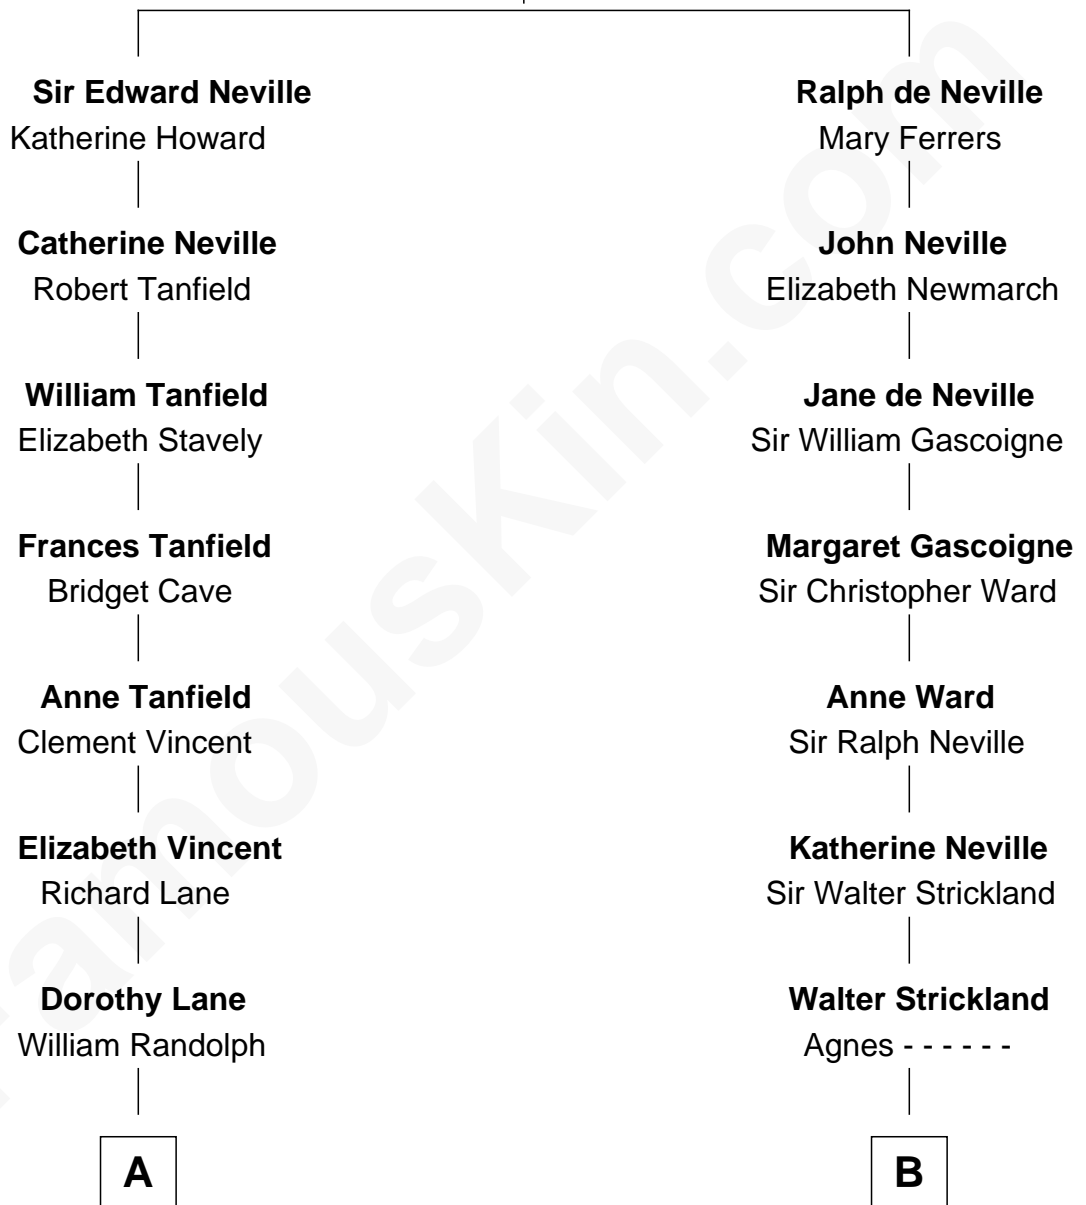 Sir Edward Neville
Katherine Howard
Catherine Neville
Robert Tanfield
William Tanfield
Elizabeth Stavely
Frances Tanfield
Bridget Cave
Anne Tanfield
Clement Vincent
Elizabeth Vincent
Richard Lane
Dorothy Lane
William Randolph
A
Ralph de Neville
Mary Ferrers
John Neville
Elizabeth Newmarch
Jane de Neville
Sir William Gascoigne
Margaret Gascoigne
Sir Christopher Ward
Anne Ward
Sir Ralph Neville
Katherine Neville
Sir Walter Strickland
Walter Strickland
Agnes - - - - - -
B
FamousKin.com